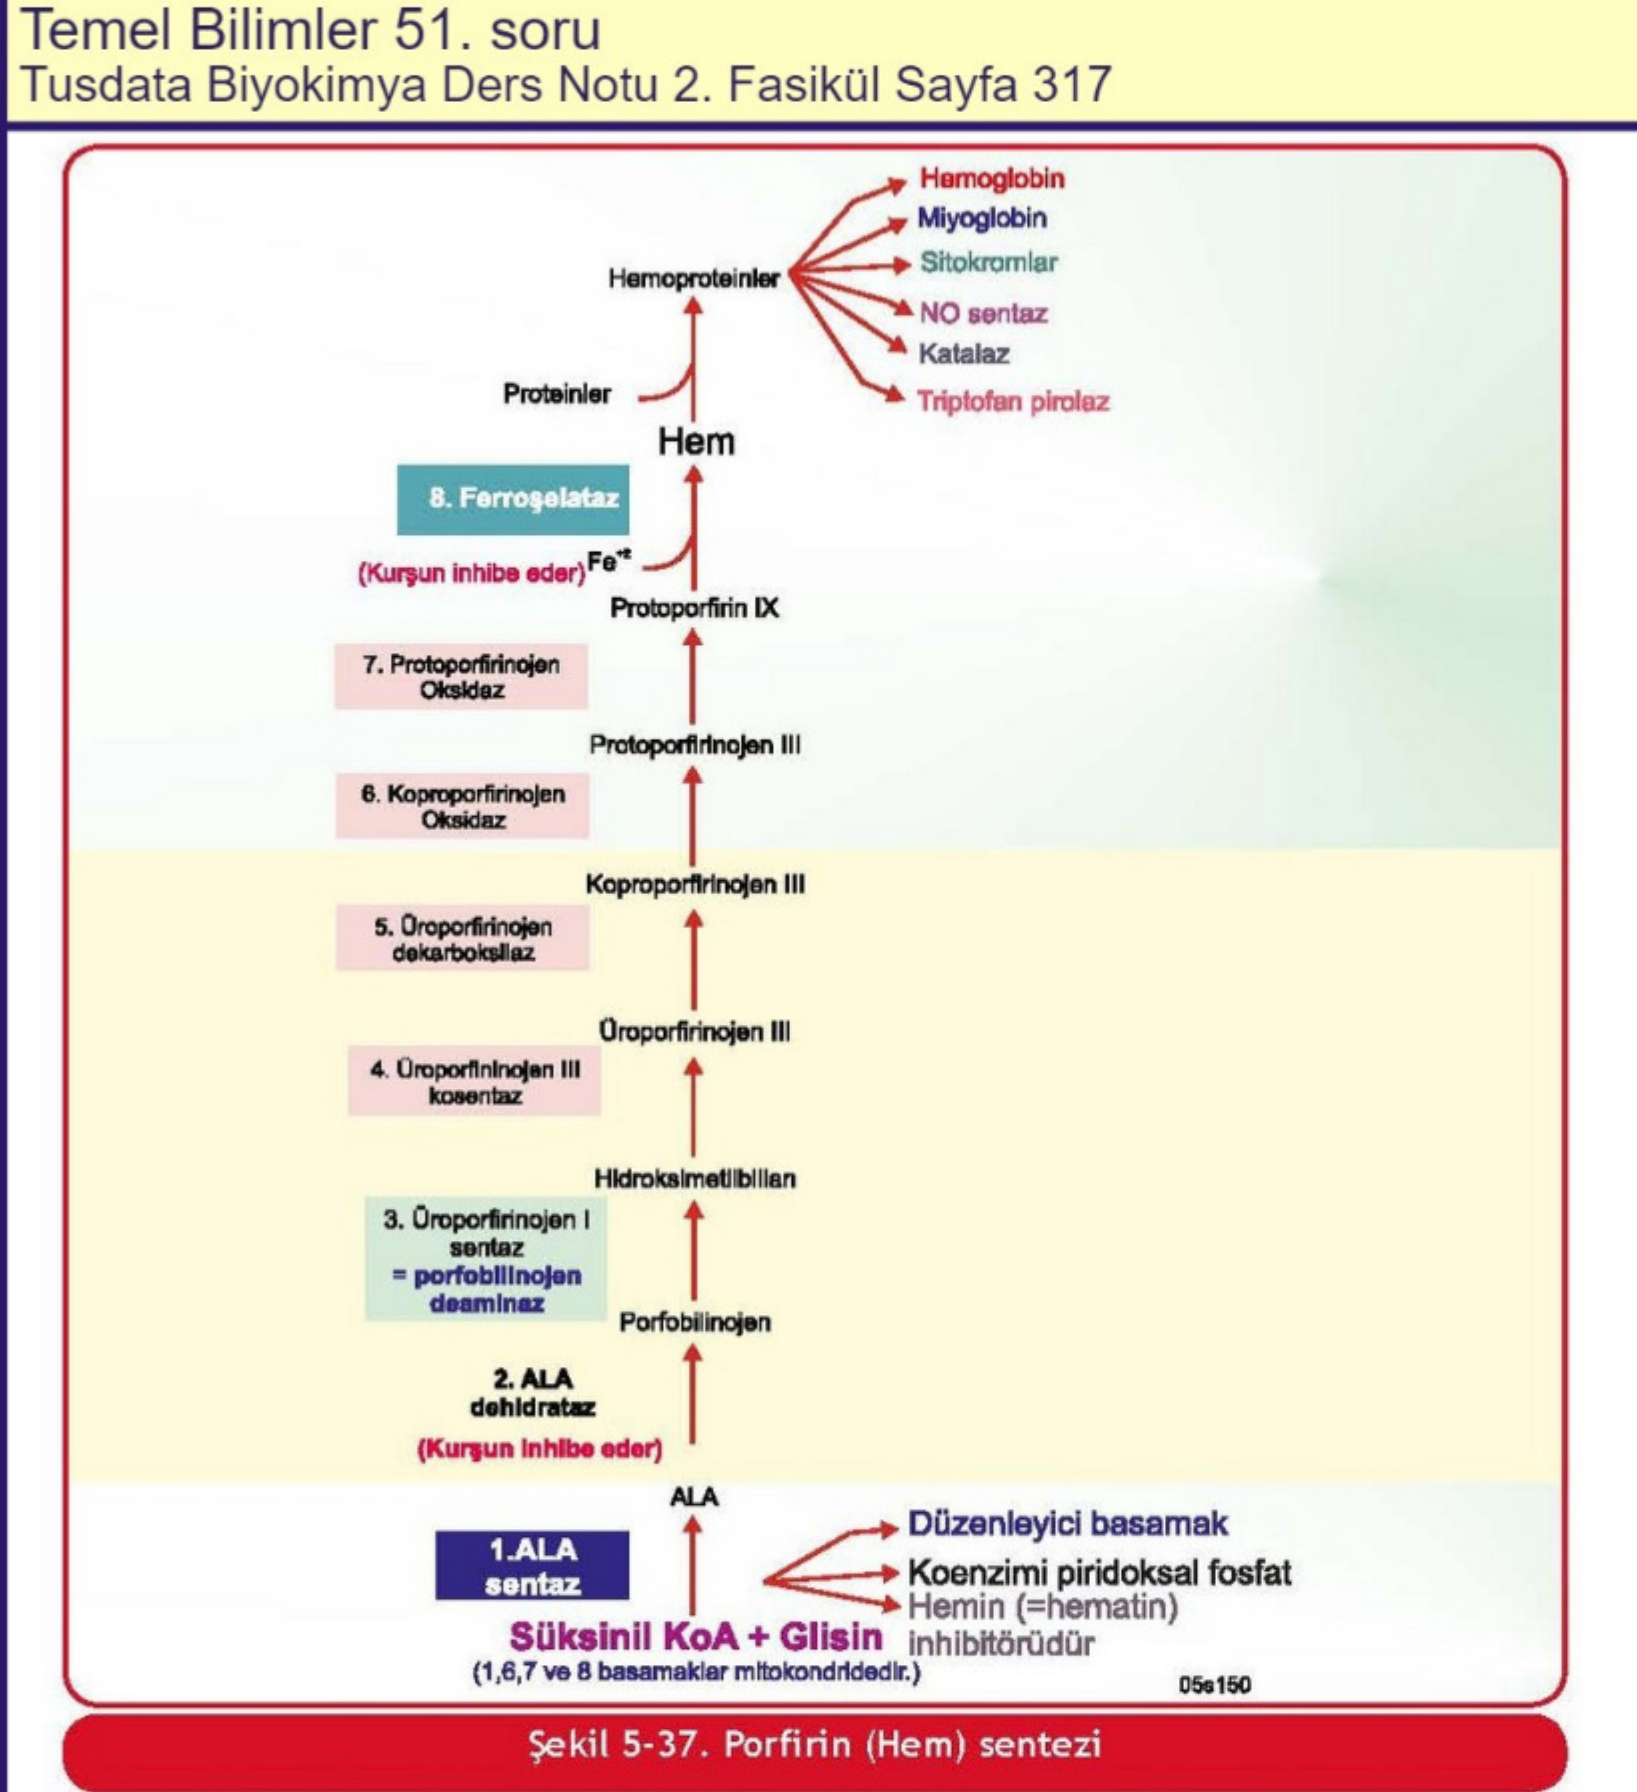 Temel Bilimler 51. soru
Tusdata Biyokimya Ders Notu 2. Fasikül Sayfa 317
Hemoglobin
Miyoglobin
Sitokromlar
Hemoproteinler
NO sentaz
Katalaz
Triptofan pirolaz
Proteinler
Hem
8. Ferroşelataz
Fe+2
(Kurşun inhibe eder)
Protoporfirin IX
7. Protoporfirinojen
Oksidaz
Protoporfirinojen III
6. Koproporfirinojen
Oksidaz
Koproporfirinojen III
5. Üroporfirinojen
dekarboksilaz
Üroporfirinojen III
4. Üroporfininojen III
kosentaz
Hidroksimetilbilian
3. Üroporfirinojen I
sentaz
= porfobilinojen
deaminaz
Porfobilinojen
2. ALA
dehidrataz
(Kurşun inhibe eder)
ALA
1.ALA
sentaz
Düzenleyici basamak
Koenzimi piridoksal fosfat
Hemin (=hematin)
inhibitörüdür
Süksinil KoA + Glisin
(1,6,7 ve 8 basamaklar mitokondridedir.)
05s150
Şekil 5-37. Porfirin (Hem) sentezi